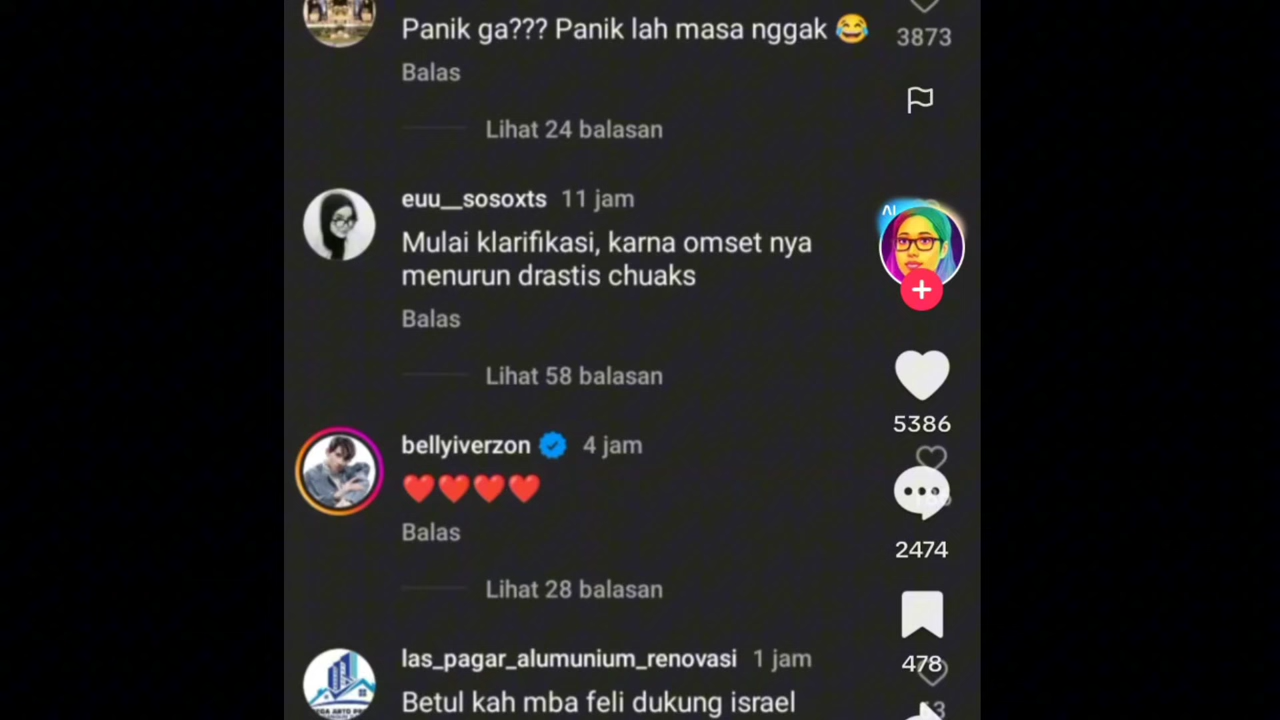 Panik ga??? Panik lah masa nggak 😂
3873
Balas
Lihat 24 balasan
euu__sosoxts 11 jam
AI
Mulai klarifikasi, karna omset nya
menurun drastis chuaks
Balas
Lihat 58 balasan
5386
bellyiverzon 4 jam
❤️❤️❤️❤️
Balas
2474
Lihat 28 balasan
las_pagar_alumunium_renovasi 1 jam
478
Betul kah mba feli dukung israel